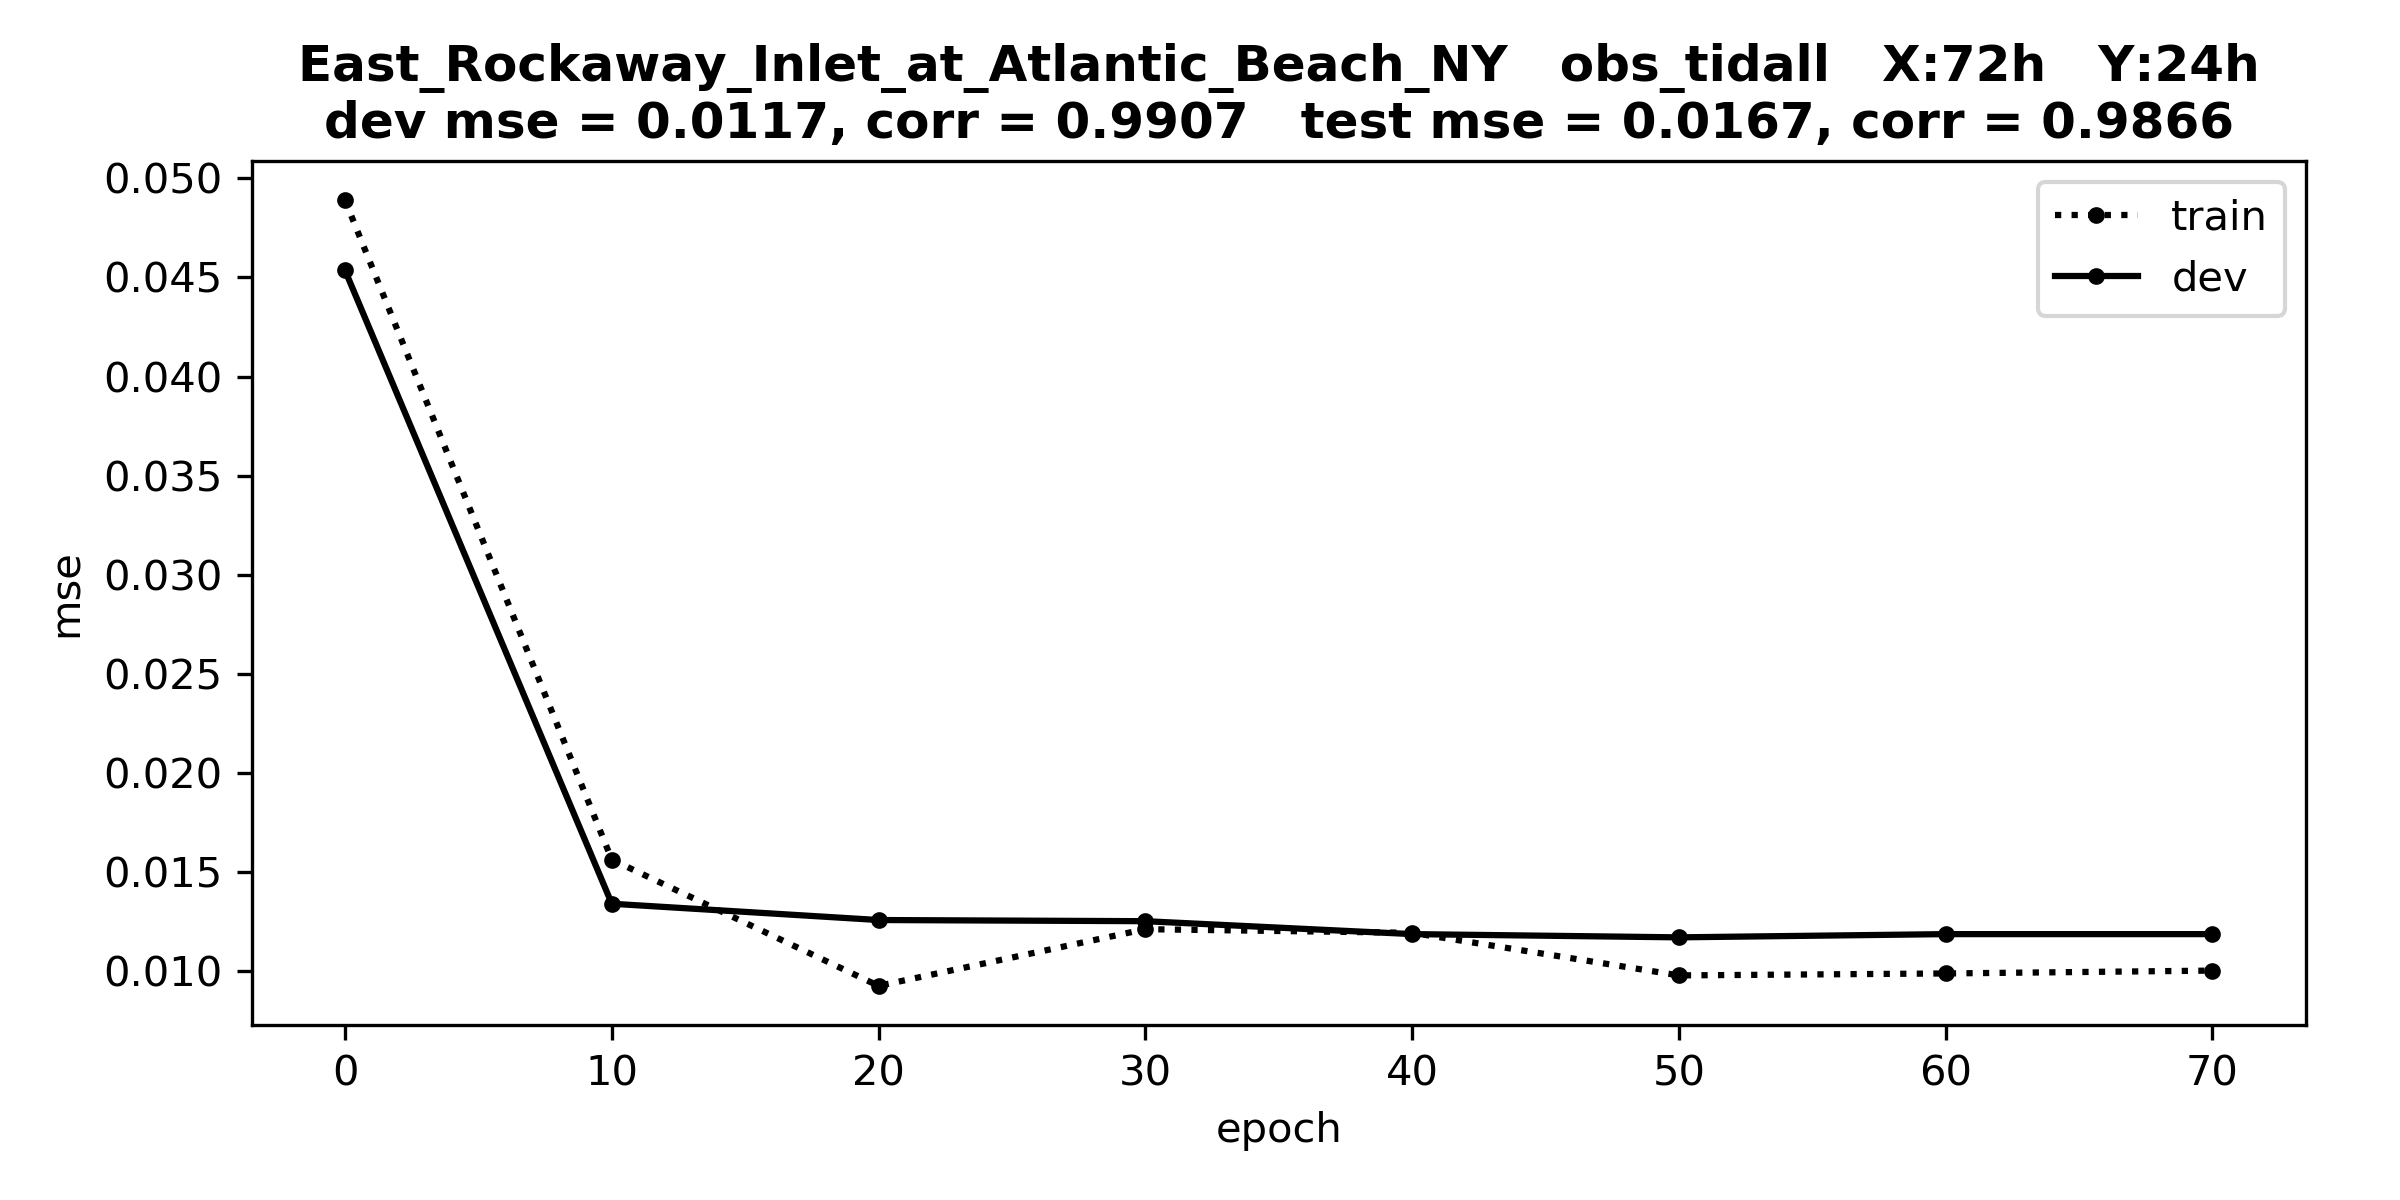 East_Rockaway_Inlet_at_Atlantic_Beach_NY obs_tidall X:72h Y:24h
dev mse = 0.0117, corr = 0.9907 test mse = 0.0167, corr = 0.9866
0.050
0.045
0.040
0.035
0.030
0.025
0.020
0.015
0.010
mse
train
dev
0 10 20 30 40 50 60 70
epoch